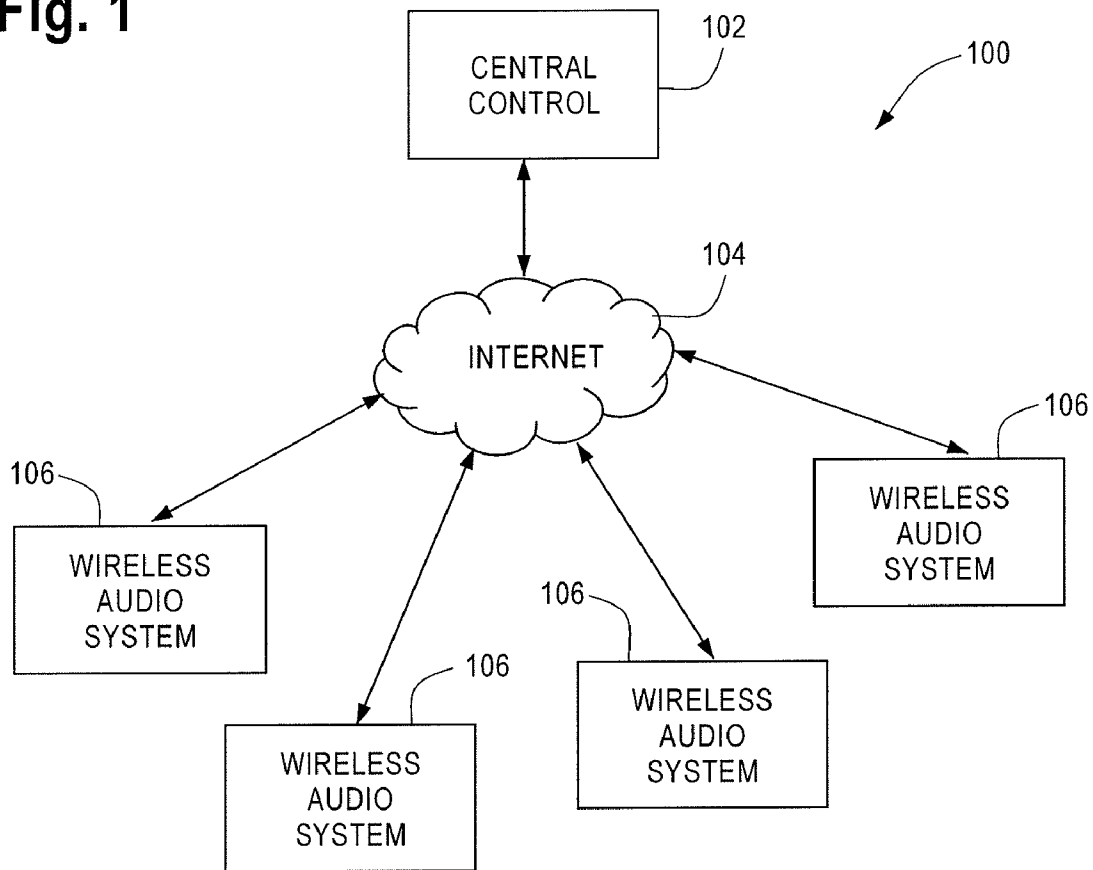 Fig. 1
102
CENTRAL
CONTROL
100
104
INTERNET
106
WIRELESS
AUDIO
SYSTEM
106
WIRELESS
AUDIO
SYSTEM
106
WIRELESS
AUDIO
SYSTEM
106
WIRELESS
AUDIO
SYSTEM